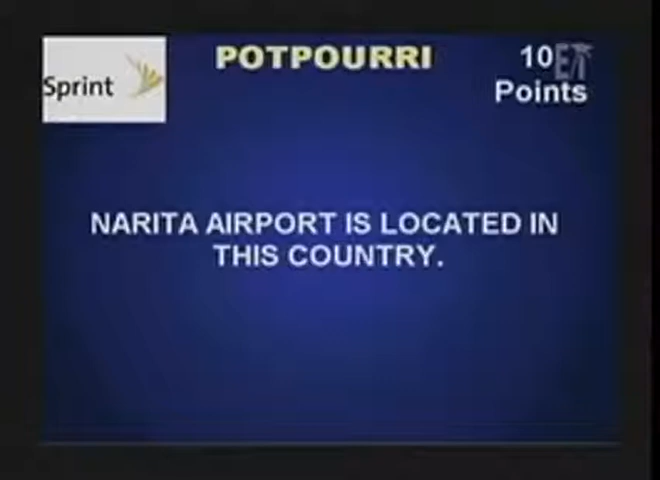 Sprint
POTPOURRI
10
Points
NARITA AIRPORT IS LOCATED IN
THIS COUNTRY.